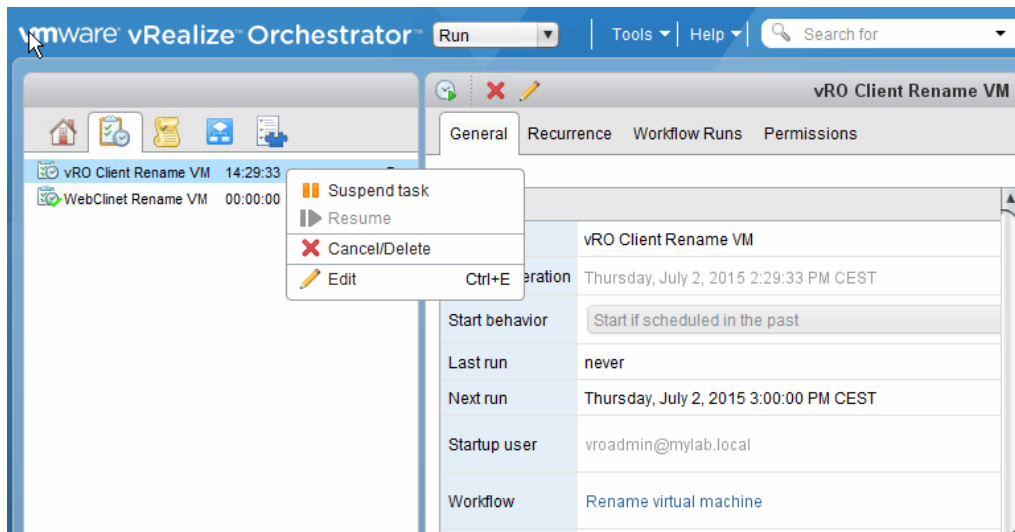 vmware vRealize™ Orchestrator™ Run Tools Help Search for
vRO Client Rename VM
General Recurrence Workflow Runs Permissions
vRO Client Rename VM 14:29:33
WebClinet Rename VM 00:00:00
Suspend task
Resume
Cancel/Delete
Edit Ctrl+E
vRO Client Rename VM
eration Thursday, July 2, 2015 2:29:33 PM CEST
Start behavior Start if scheduled in the past
Last run never
Next run Thursday, July 2, 2015 3:00:00 PM CEST
Startup user vroadmin@mylab.local
Workflow Rename virtual machine